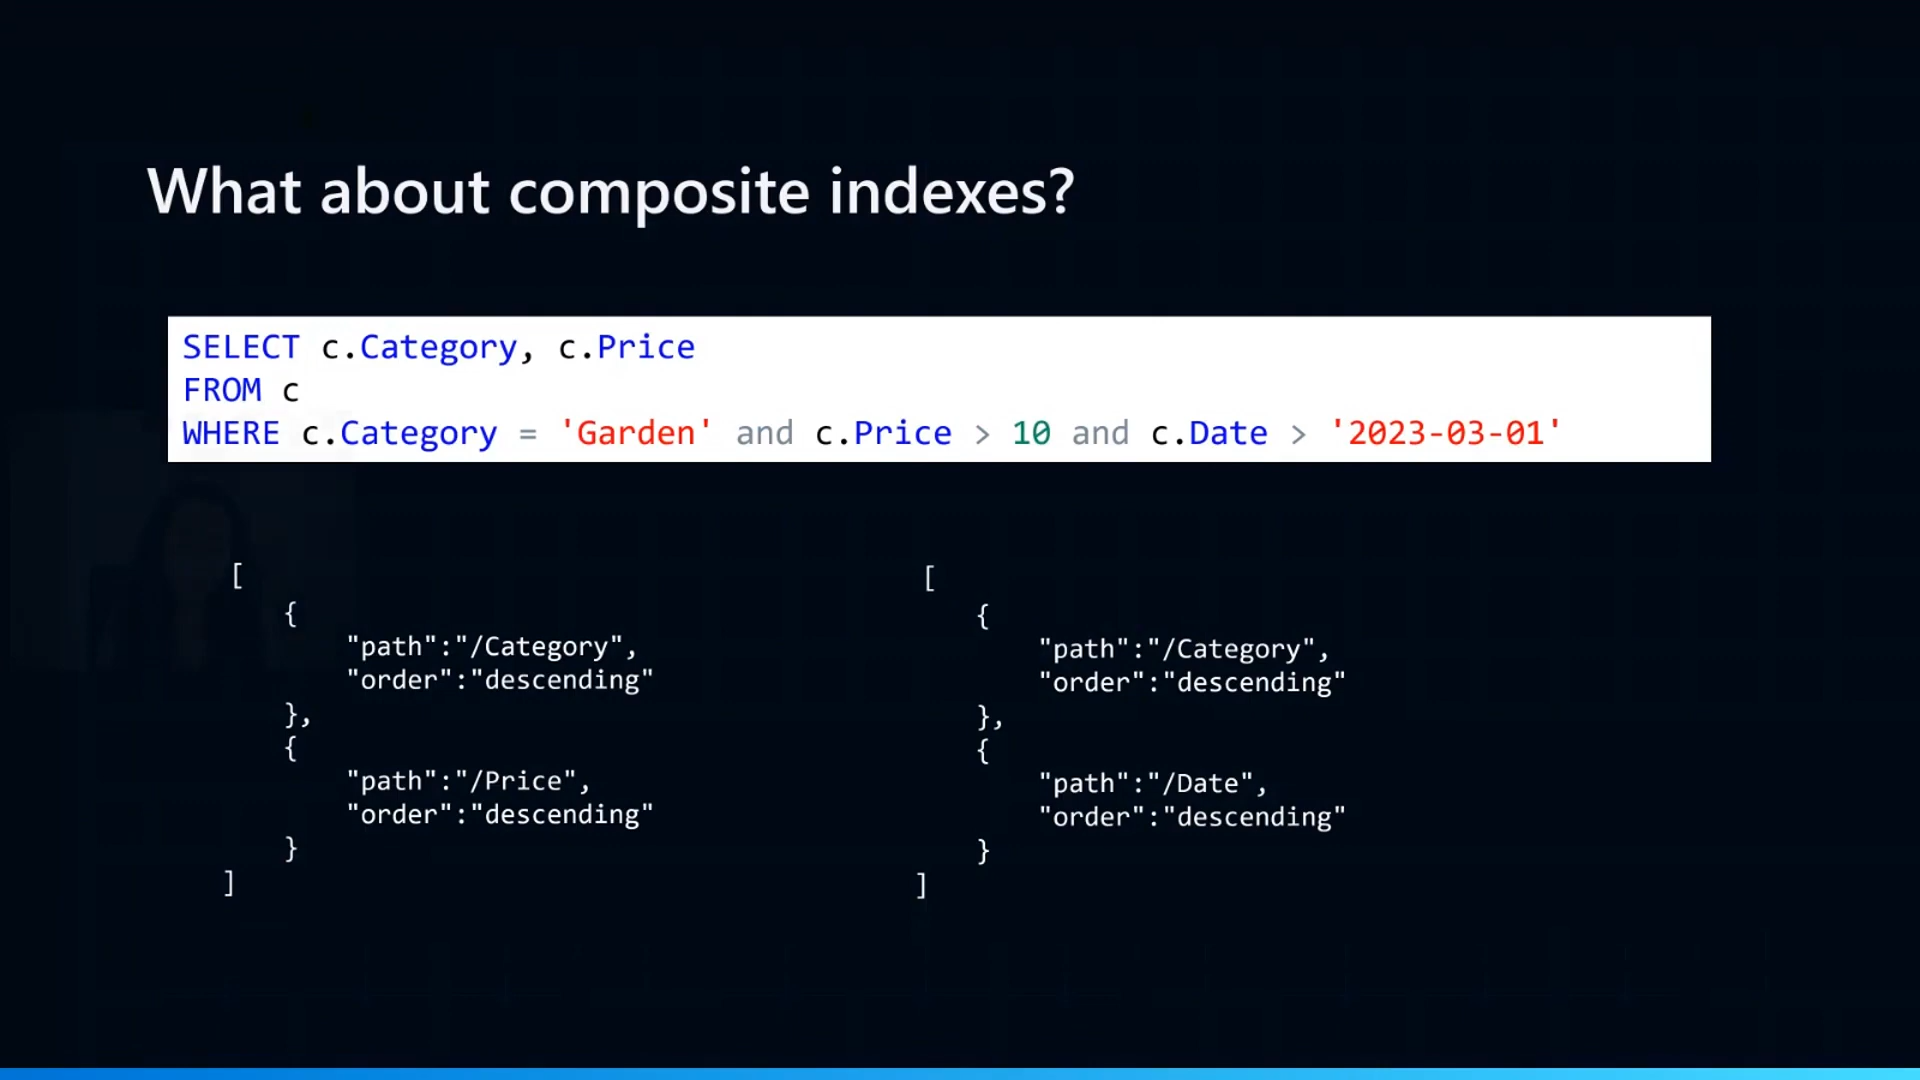 What about composite indexes?
SELECT c.Category, c.Price
FROM c
WHERE c.Category = 'Garden' and c.Price > 10 and c.Date > '2023-03-01'
[
{
"path":"/Category",
"order":"descending"
},
{
"path":"/Price",
"order":"descending"
}
]
[
{
"path":"/Category",
"order":"descending"
},
{
"path":"/Date",
"order":"descending"
}
]